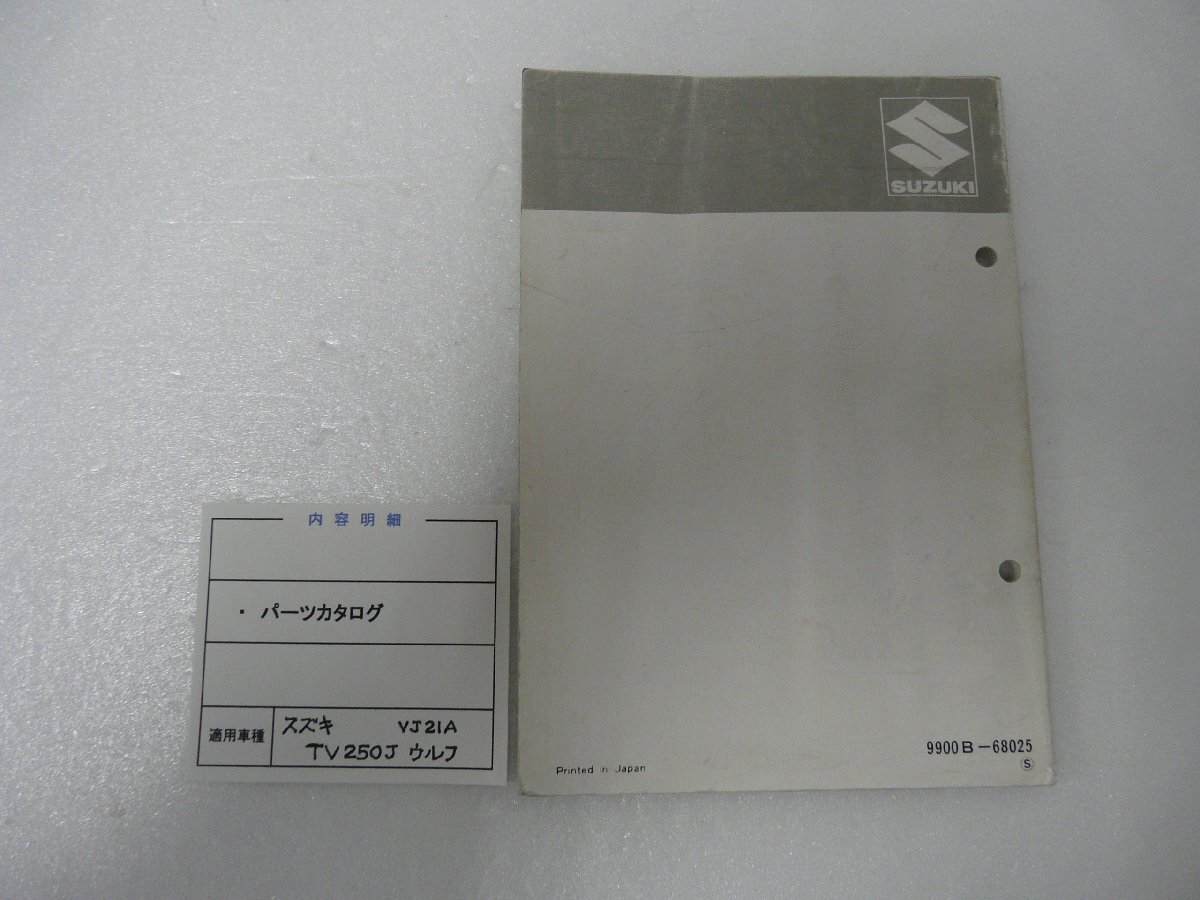 SUZUKI
内容明細
・ パーツカタログ
適用車種
スズキ VJ21A
TV250J ウルフ
9900B-68025
S
Printed in Japan